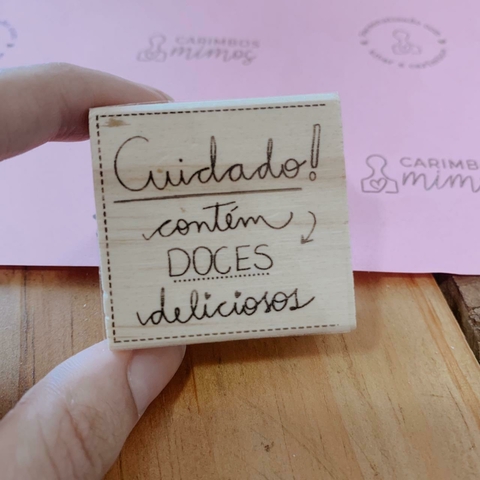 CARIMBOS
mimos
CARIMBOS
mimos
Cuidado!
contém
DOCES
deliciosos